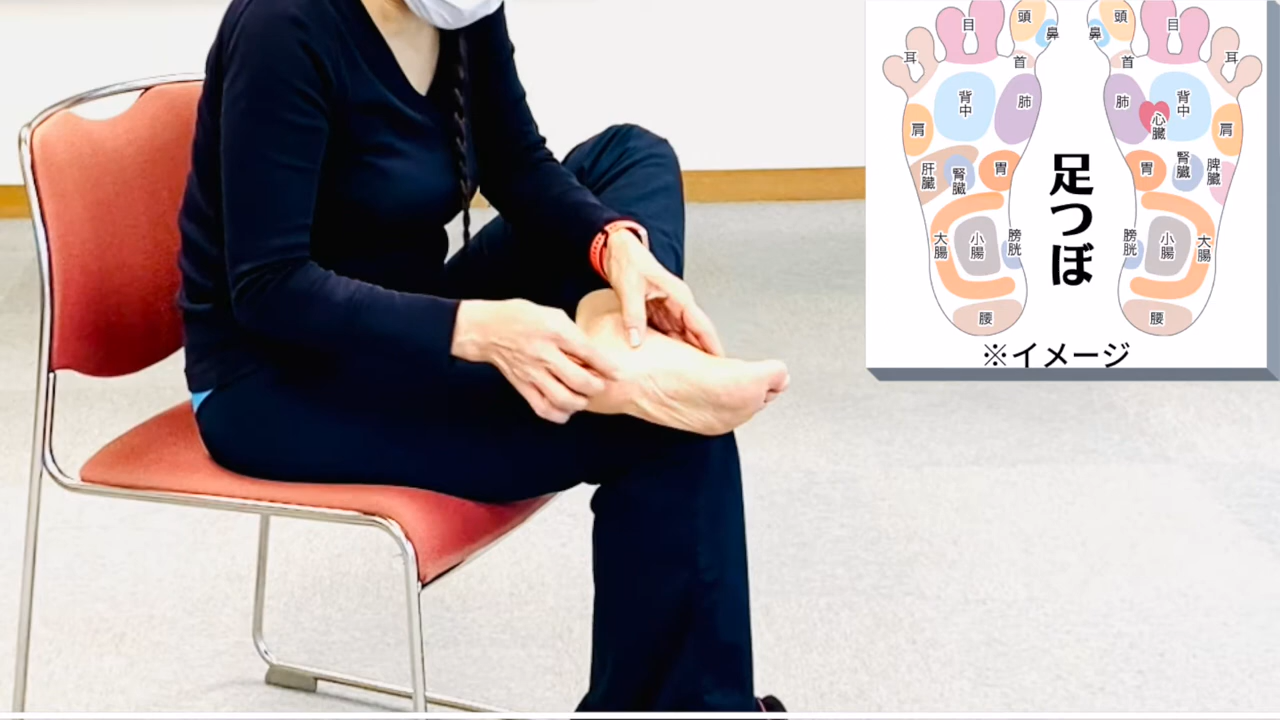 目
頭
鼻
耳
首
背中
肺
肩
肝臓
腎臓
胃
大腸
小腸
膀胱
腰
頭
目
鼻
耳
首
肺
心臓
背中
肩
胃
腎臓
脾臓
膀胱
小腸
大腸
腰
足つぼ
※イメージ